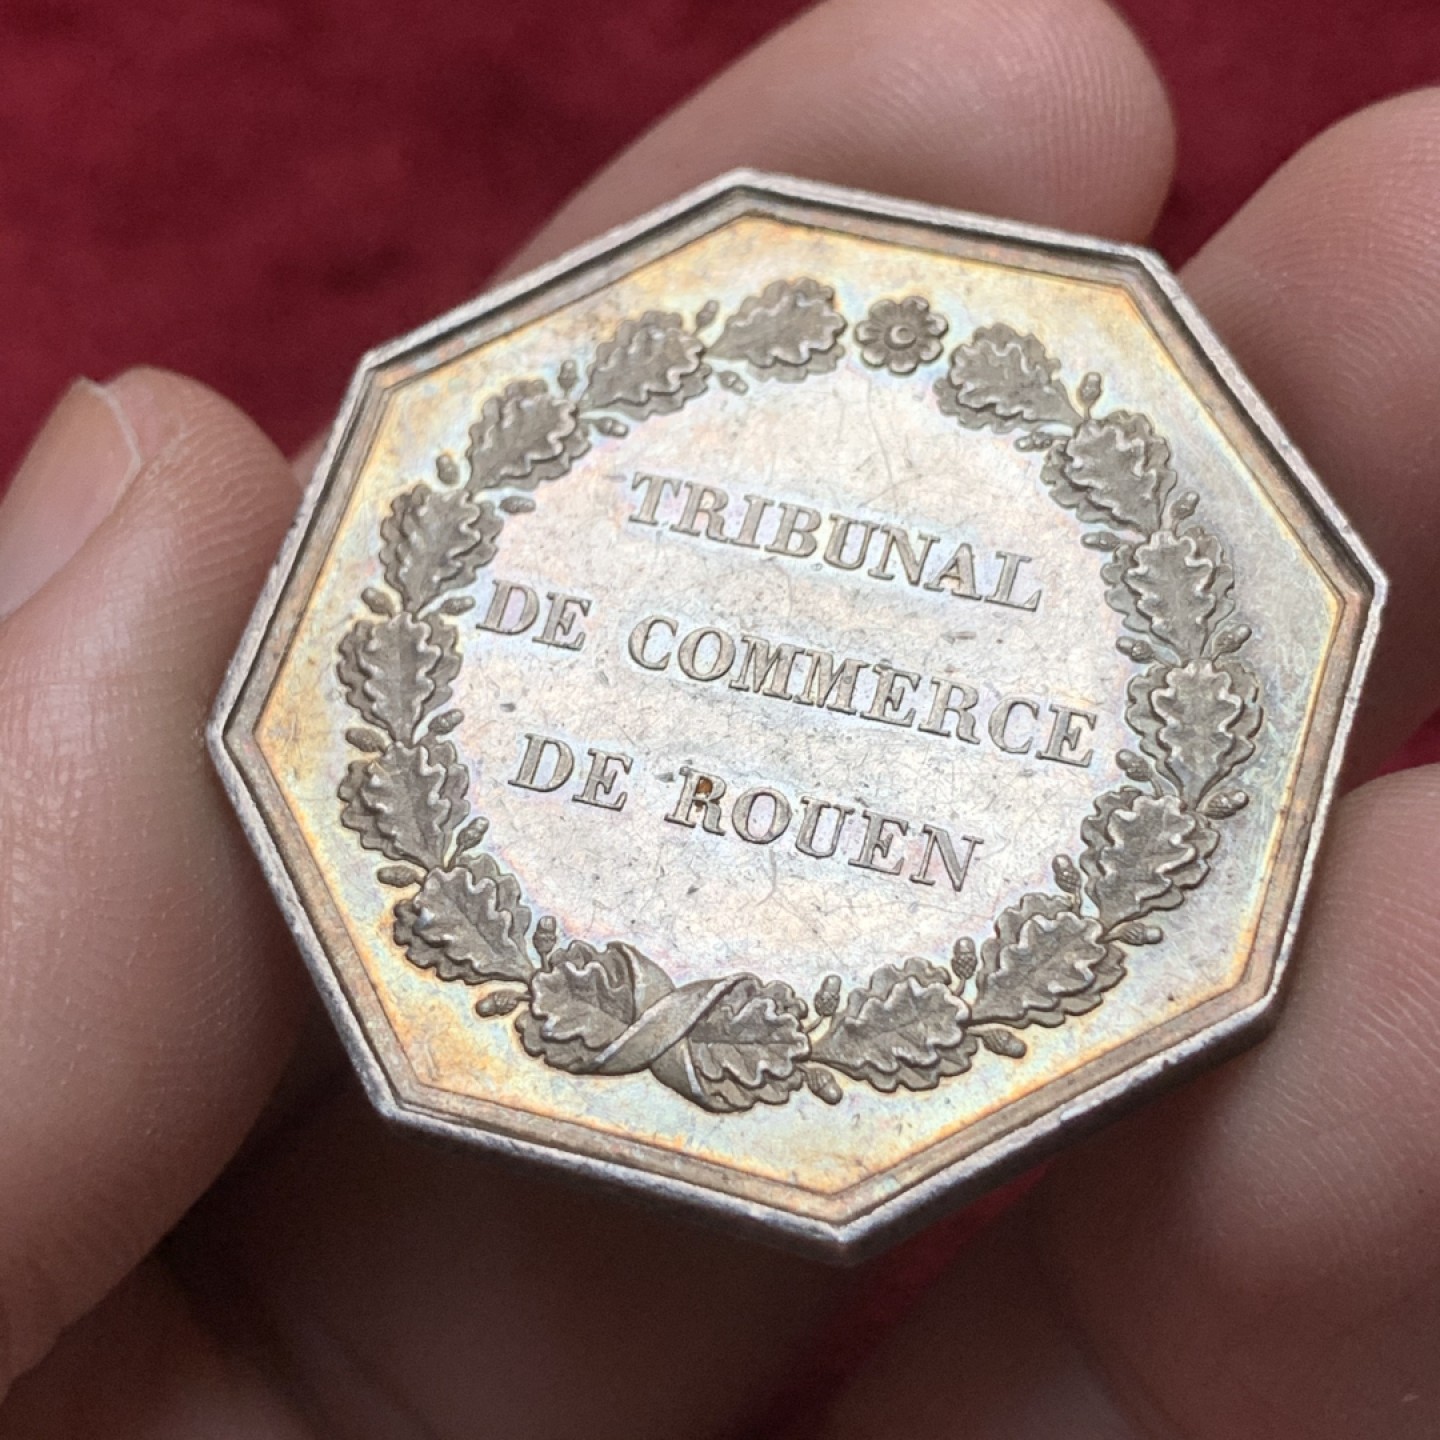 TRIBUNAL
DE COMMERCE
DE ROUEN